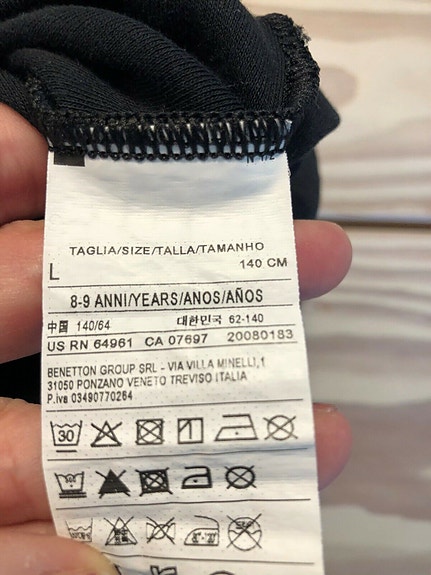 TAGLIA/SIZE/TALLA/TAMANHO
L 140 CM
8-9 ANNI/YEARS/ANOS/AÑOS
中国 140/64 대한민국 62-140
US RN 64961 CA 07697 20080183
BENETTON GROUP SRL - VIA VILLA MINELLI,1
31050 PONZANO VENETO TREVISO ITALIA
P.iva 03490770264
30